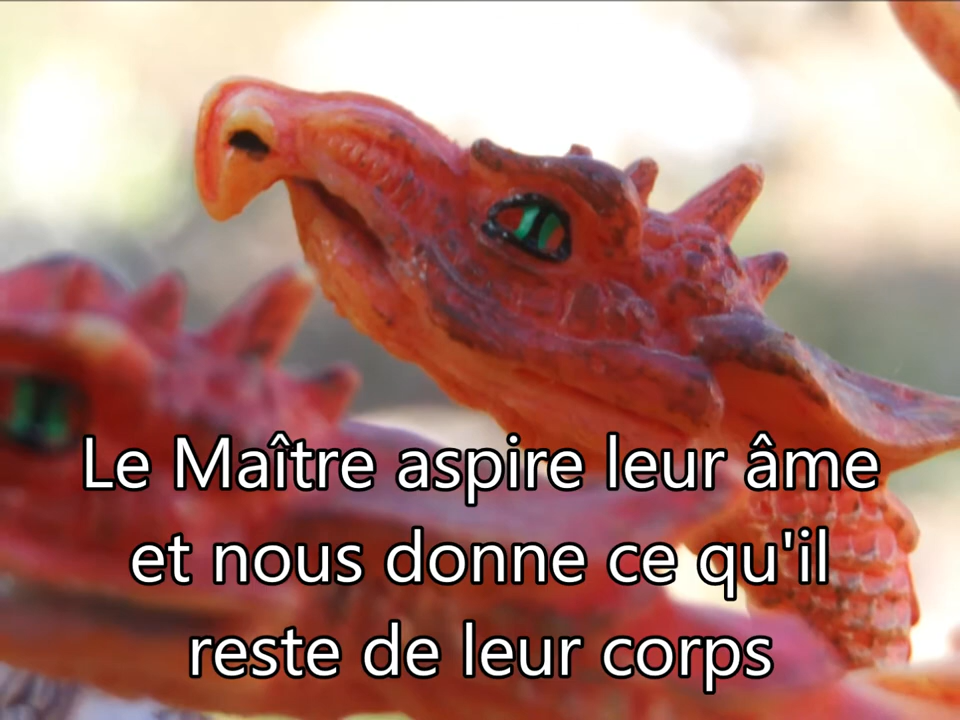 Le Maître aspire leur âme
et nous donne ce qu'il
reste de leur corps